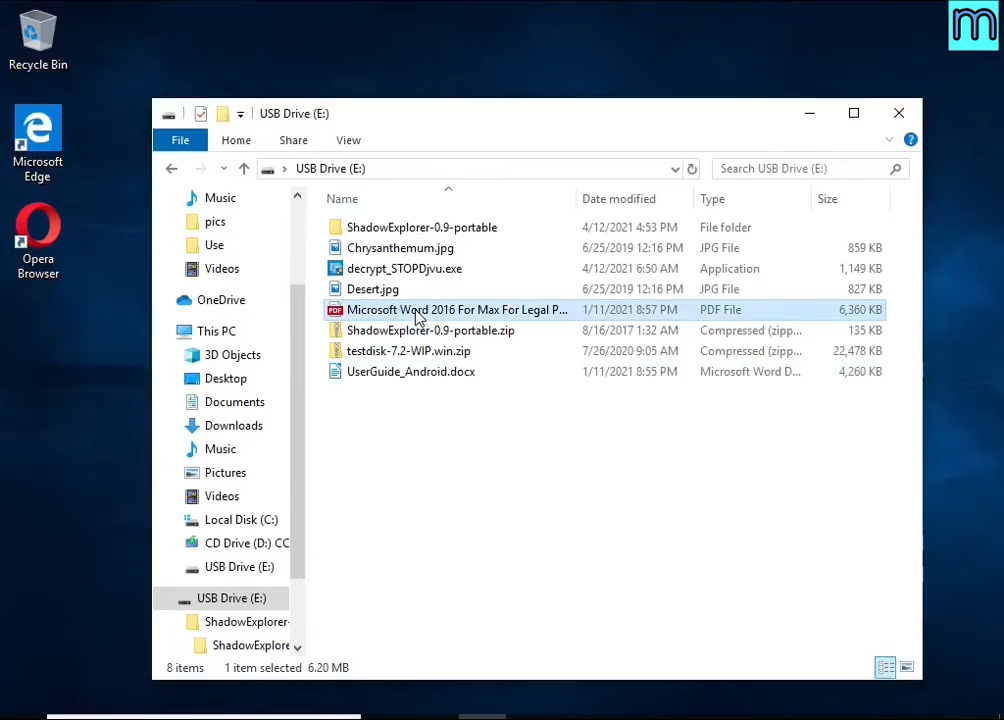 m
Recycle Bin
Microsoft
Edge
Opera
Browser
USB Drive (E:)
File Home Share View
USB Drive (E:)
Search USB Drive (E:)
Music
pics
Use
Videos
OneDrive
This PC
3D Objects
Desktop
Documents
Downloads
Music
Pictures
Videos
Local Disk (C:)
CD Drive (D:) CC
USB Drive (E:)
USB Drive (E:)
ShadowExplorer-
ShadowExplore
Name Date modified Type Size
ShadowExplorer-0.9-portable 4/12/2021 4:53 PM File folder
Chrysanthemum.jpg 6/25/2019 12:16 PM JPG File 859 KB
decrypt_STOPDjvu.exe 4/12/2021 6:50 AM Application 1,149 KB
Desert.jpg 6/25/2019 12:16 PM JPG File 827 KB
PDF Microsoft Word 2016 For Max For Legal P... 1/11/2021 8:57 PM PDF File 6,360 KB
ShadowExplorer-0.9-portable.zip 8/16/2017 1:32 AM Compressed (zipp... 135 KB
testdisk-7.2-WIP.win.zip 7/26/2020 9:05 AM Compressed (zipp... 22,478 KB
UserGuide_Android.docx 1/11/2021 8:55 PM Microsoft Word D... 4,260 KB
8 items 1 item selected 6.20 MB